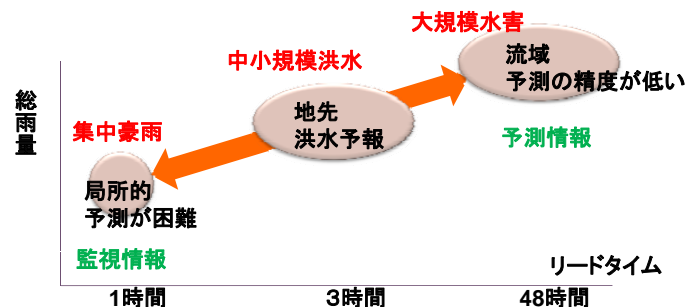 大規模水害
流域
予測の精度が低い
中小規模洪水
地先
洪水予報
総雨量
集中豪雨
予測情報
局所的
予測が困難
監視情報
リードタイム
1時間
3時間
48時間